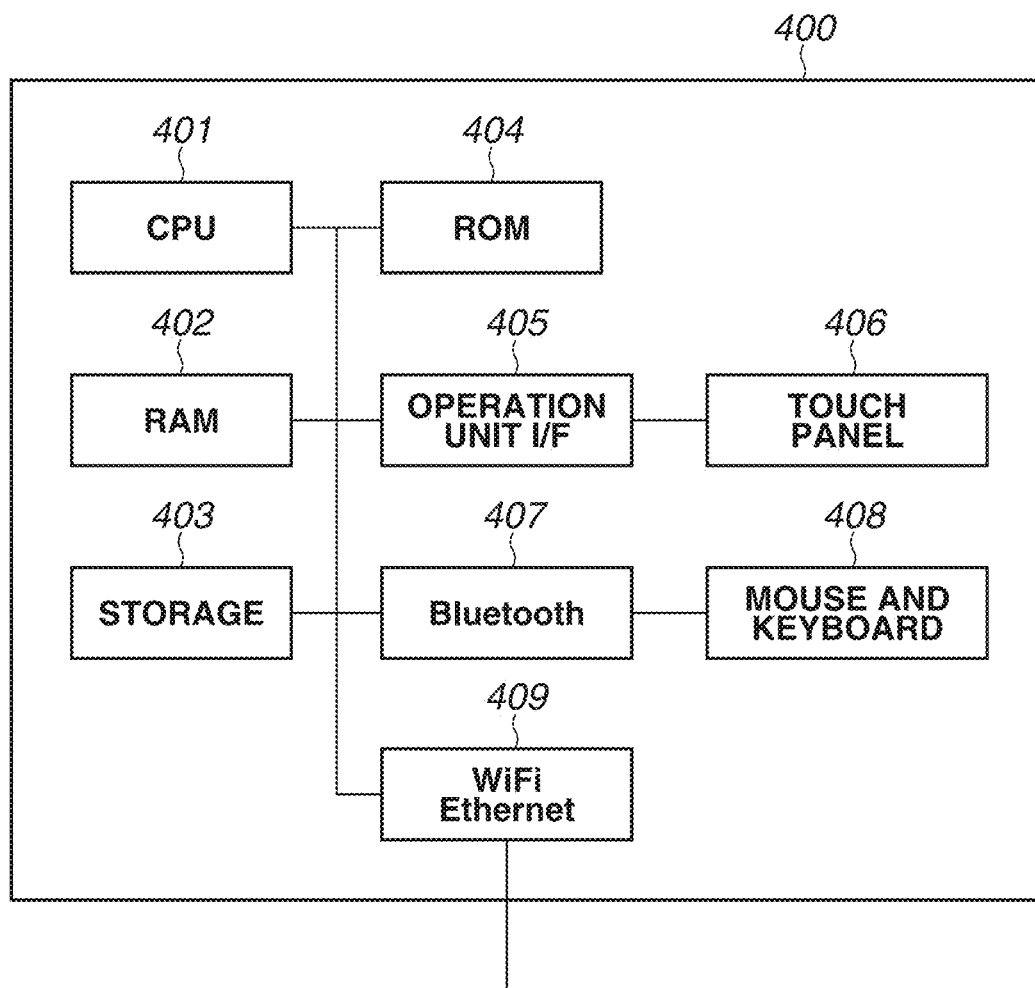 400
401
CPU
404
ROM
402
RAM
405
OPERATION
UNIT I/F
406
TOUCH
PANEL
403
STORAGE
407
Bluetooth
408
MOUSE AND
KEYBOARD
409
WiFi
Ethernet